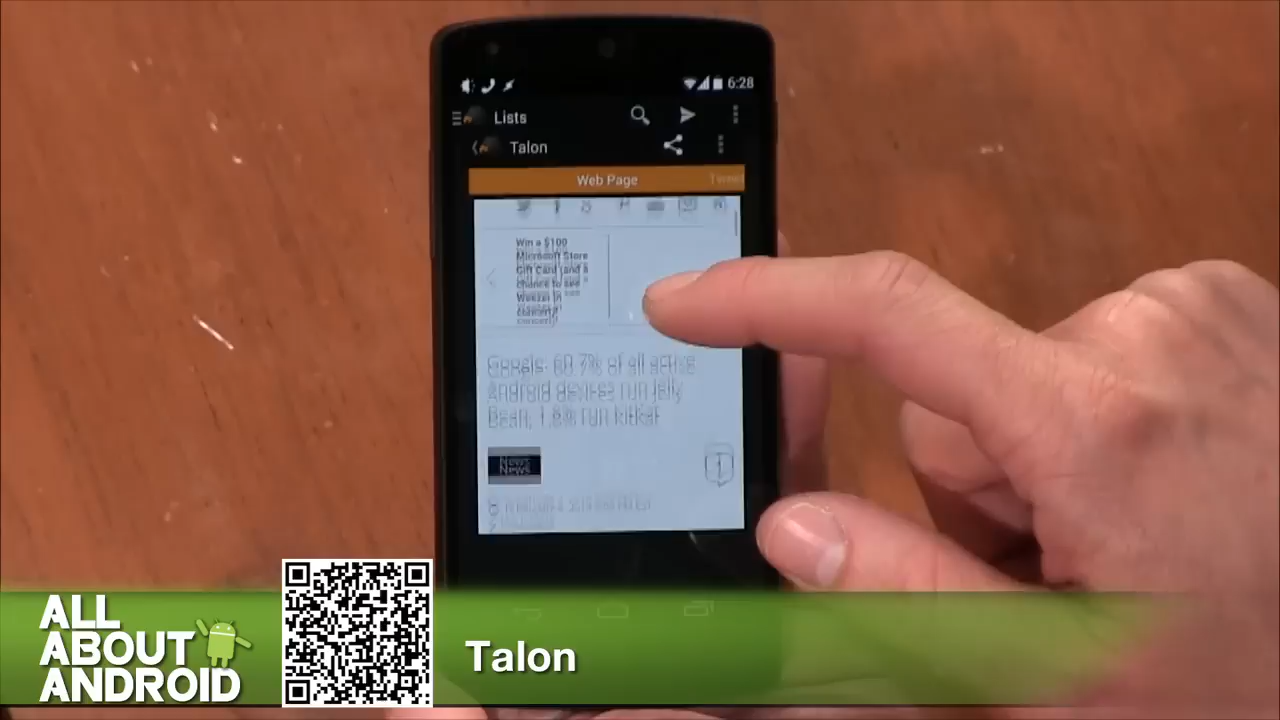 6:28
Lists
Talon
Web Page
Tweet
Win a $100
Microsoft Store
Gift Card (and a
chance to see
Weezer in
concert)!
Google: 60.7% of all active
Android devices run Jelly
Bean, 1.8% run KitKat
News
1
ALL
ABOUT
ANDROID
Talon